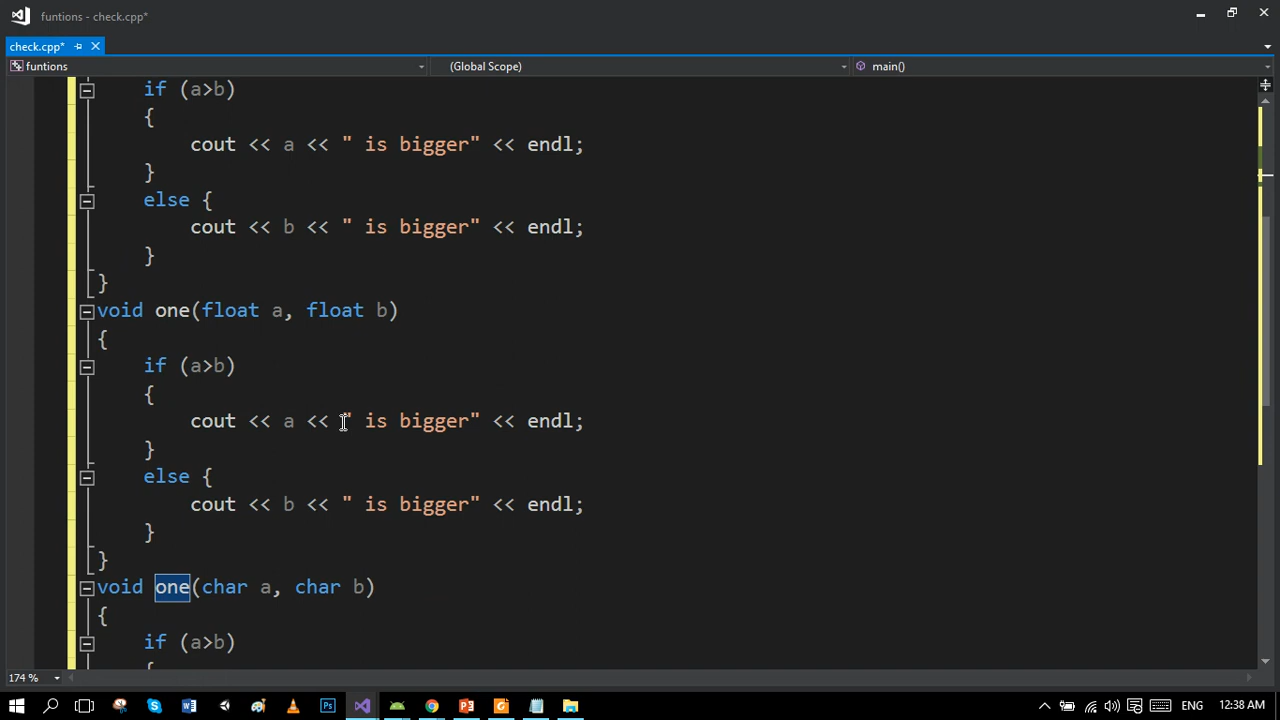 funtions - check.cpp*
check.cpp*
funtions (Global Scope) main()
if (a>b)
{
cout << a << " is bigger" << endl;
}
else {
cout << b << " is bigger" << endl;
}
}
void one(float a, float b)
{
if (a>b)
{
cout << a << " is bigger" << endl;
}
else {
cout << b << " is bigger" << endl;
}
}
void one(char a, char b)
{
if (a>b)
{
174 %
ENG 12:38 AM